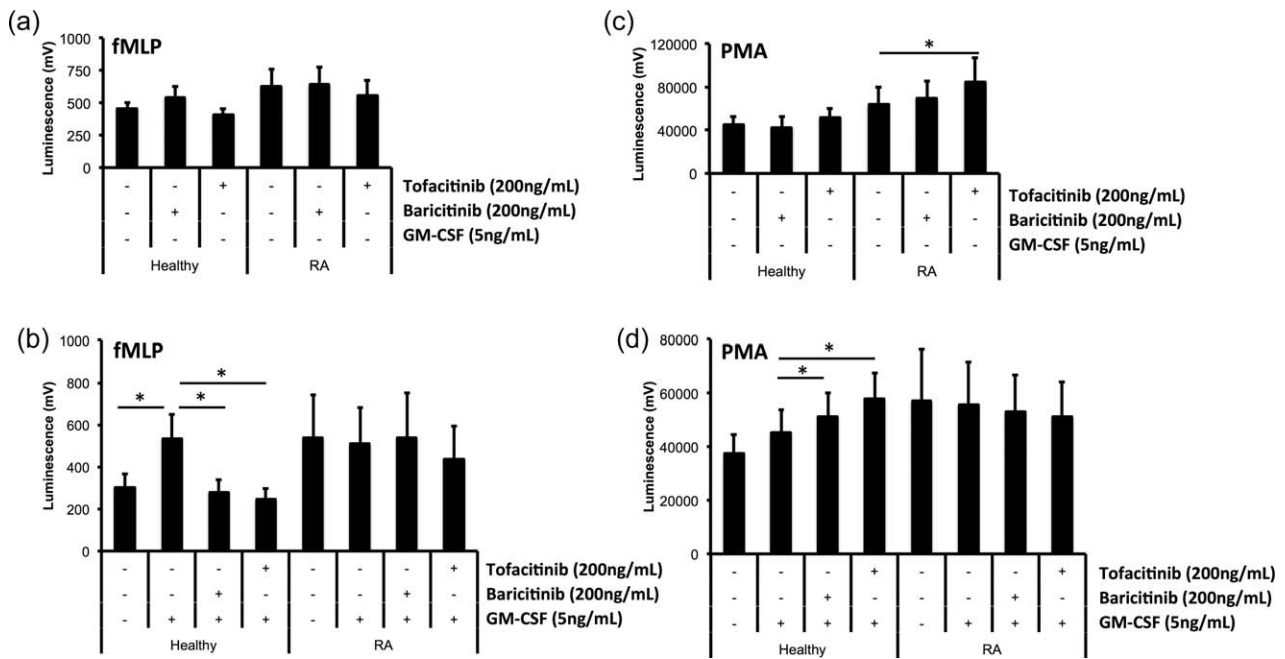 (a)
fMLP
Luminescence (mV)
1000
750
500
250
0
- - + - - + Tofacitinib (200ng/mL)
- + - - + - Baricitinib (200ng/mL)
- - - - - - GM-CSF (5ng/mL)
Healthy RA
(c)
PMA
*
Luminescence (mV)
120000
80000
40000
0
- - + - - + Tofacitinib (200ng/mL)
- + - - + - Baricitinib (200ng/mL)
- - - - - - GM-CSF (5ng/mL)
Healthy RA
(b)
fMLP
* * *
Luminescence (mV)
1000
800
600
400
200
0
- - - + - - - + Tofacitinib (200ng/mL)
- - + - - - + - Baricitinib (200ng/mL)
- + + + - + + + GM-CSF (5ng/mL)
Healthy RA
(d)
PMA
* *
Luminescence (mV)
80000
60000
40000
20000
0
- - - + - - - + Tofacitinib (200ng/mL)
- - + - - - + - Baricitinib (200ng/mL)
- + + + - + + + GM-CSF (5ng/mL)
Healthy RA